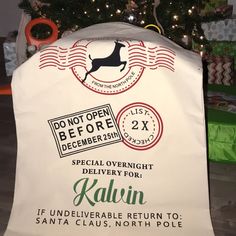 FROM THE NORTH POLE
DO NOT OPEN
BEFORE
DECEMBER 25th
LIST
2X
CHECKED
SPECIAL OVERNIGHT
DELIVERY FOR:
Kalvin
IF UNDELIVERABLE RETURN TO:
SANTA CLAUS, NORTH POLE